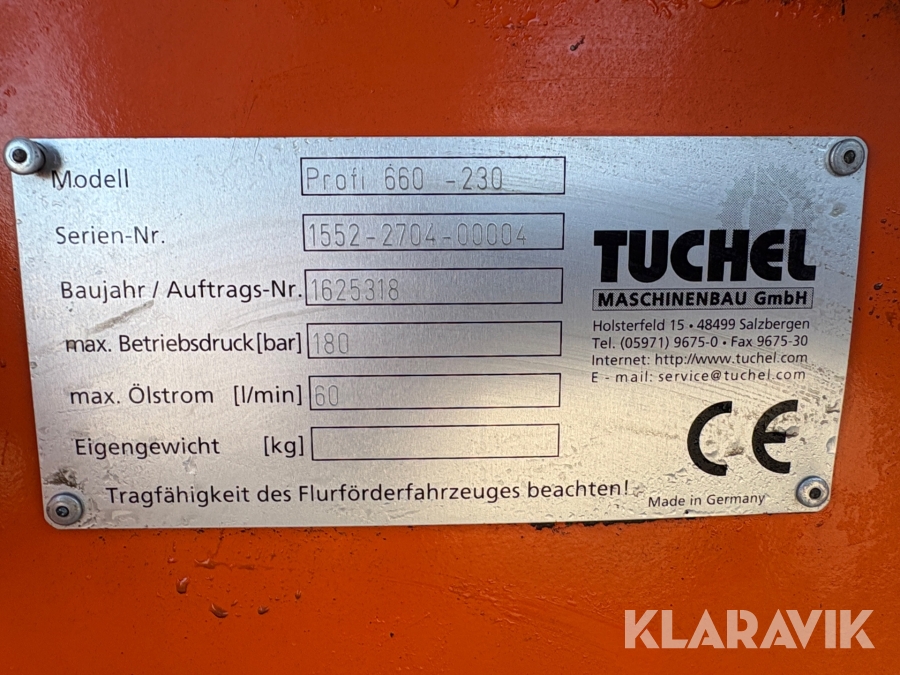 Modell Profi 660 -230
Serien-Nr. 1552-2704-00004
Baujahr / Auftrags-Nr. 1625318
max. Betriebsdruck [bar] 180
max. Ölstrom [l/min] 60
Eigengewicht [kg]
Tragfähigkeit des Flurförderfahrzeuges beachten!
TUCHEL
MASCHINENBAU GmbH
Holsterfeld 15 • 48499 Salzbergen
Tel. (05971) 9675-0 • Fax 9675-30
Internet: http://www.tuchel.com
E - mail: service@tuchel.com
CE
Made in Germany
KLARAVIK